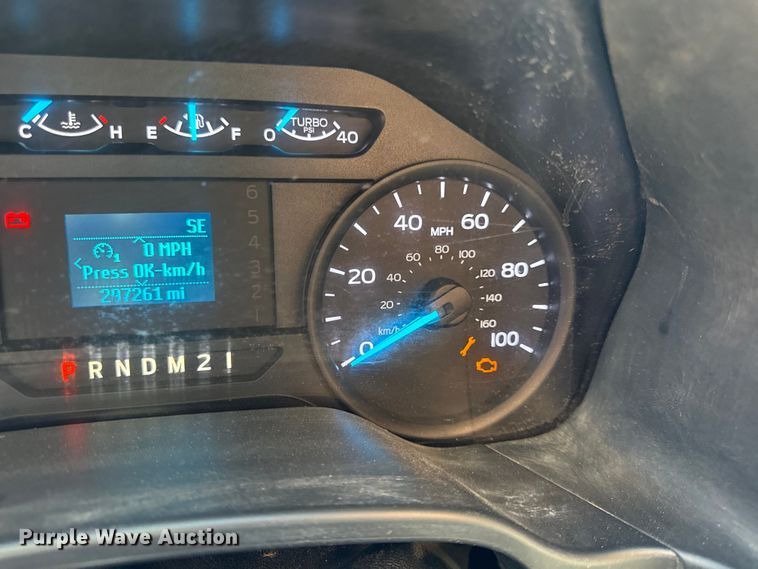 C H E F 0 TURBO PSI 40
6
5
4
3
2
1
SE
0 MPH
1
Press OK-km/h
297261 mi
P R N D M 2 1
0 20 40 60 80 100
MPH
20 40 60 80 100 120 140 160
km/h
Purple Wave Auction